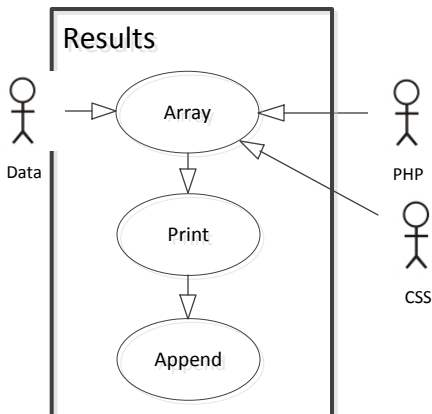 Results
Array
Data
PHP
Print
CSS
Append